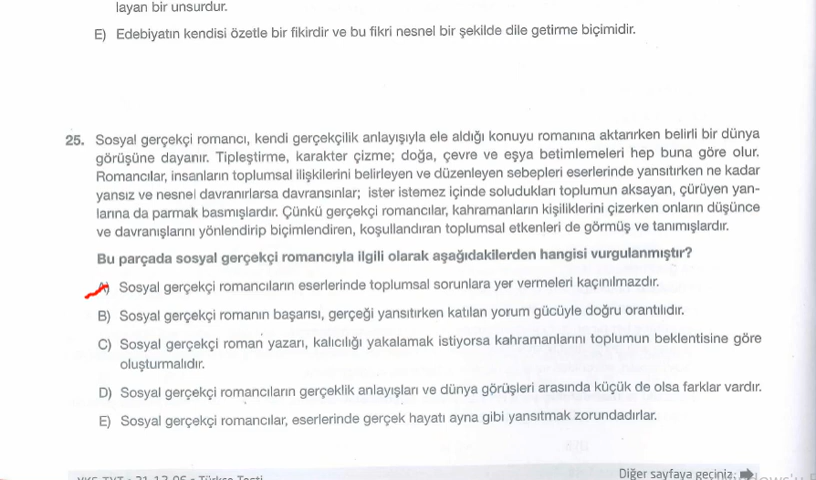 layan bir unsurdur.
E) Edebiyatın kendisi özetle bir fikirdir ve bu fikri nesnel bir şekilde dile getirme biçimidir.
25. Sosyal gerçekçi romancı, kendi gerçekçilik anlayışıyla ele aldığı konuyu romanına aktarırken belirli bir dünya
görüşüne dayanır. Tipleştirme, karakter çizme; doğa, çevre ve eşya betimlemeleri hep buna göre olur.
Romancılar, insanların toplumsal ilişkilerini belirleyen ve düzenleyen sebepleri eserlerinde yansıtırken ne kadar
yansız ve nesnel davranırlarsa davransınlar; ister istemez içinde soludukları toplumun aksayan, çürüyen yan-
larına da parmak basmışlardır. Çünkü gerçekçi romancılar, kahramanların kişiliklerini çizerken onların düşünce
ve davranışlarını yönlendirip biçimlendiren, koşullandıran toplumsal etkenleri de görmüş ve tanımışlardır.
Bu parçada sosyal gerçekçi romancıyla ilgili olarak aşağıdakilerden hangisi vurgulanmıştır?
A) Sosyal gerçekçi romancıların eserlerinde toplumsal sorunlara yer vermeleri kaçınılmazdır.
B) Sosyal gerçekçi romanın başarısı, gerçeği yansıtırken katılan yorum gücüyle doğru orantılıdır.
C) Sosyal gerçekçi roman yazarı, kalıcılığı yakalamak istiyorsa kahramanlarını toplumun beklentisine göre
oluşturmalıdır.
D) Sosyal gerçekçi romancıların gerçeklik anlayışları ve dünya görüşleri arasında küçük de olsa farklar vardır.
E) Sosyal gerçekçi romancılar, eserlerinde gerçek hayatı ayna gibi yansıtmak zorundadırlar.
Diğer sayfaya geçiniz.